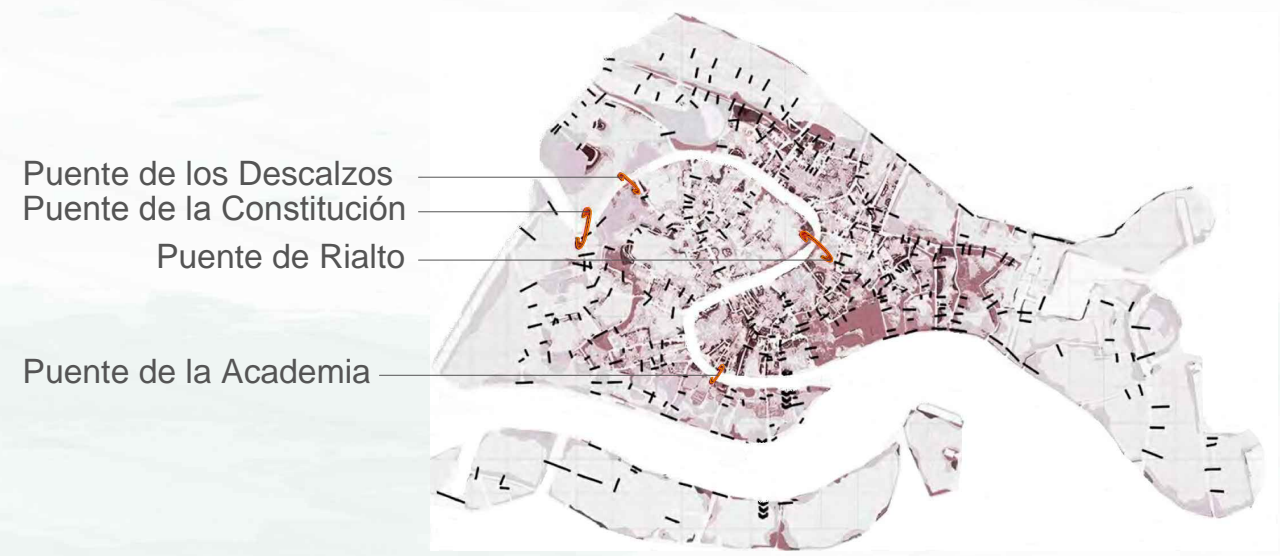 Puente de los Descalzos
Puente de la Constitución
Puente de Rialto
Puente de la Academia